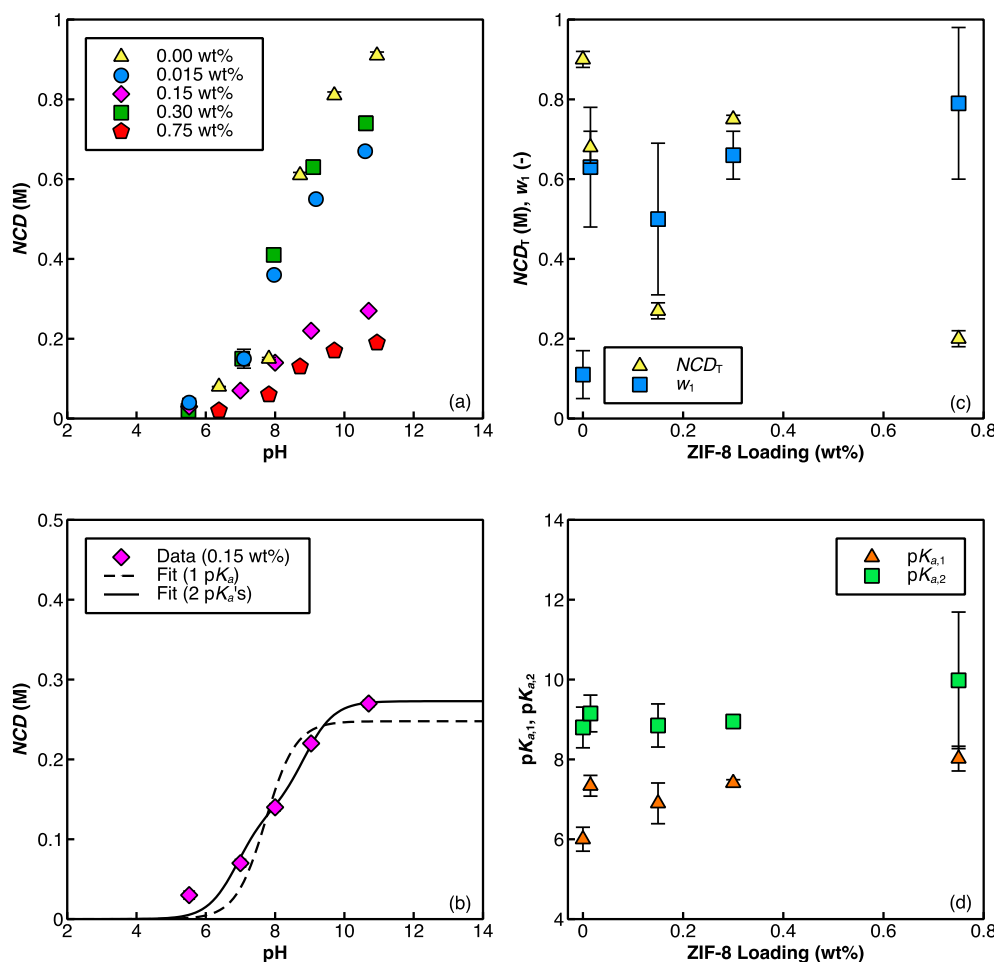 1
0.8
0.6
0.4
0.2
0
2
4
6
8
10
12
14
NCD (M)
pH
0.00 wt%
0.015 wt%
0.15 wt%
0.30 wt%
0.75 wt%
(a)
1
0.8
0.6
0.4
0.2
0
0
0.2
0.4
0.6
0.8
NCDT (M), w1 (-)
ZIF-8 Loading (wt%)
NCDT
w1
(c)
0.5
0.4
0.3
0.2
0.1
0
2
4
6
8
10
12
14
NCD (M)
pH
Data (0.15 wt%)
Fit (1 pKa)
Fit (2 pKa's)
(b)
14
12
10
8
6
4
0
0.2
0.4
0.6
0.8
pKa,1, pKa,2
ZIF-8 Loading (wt%)
pKa,1
pKa,2
(d)